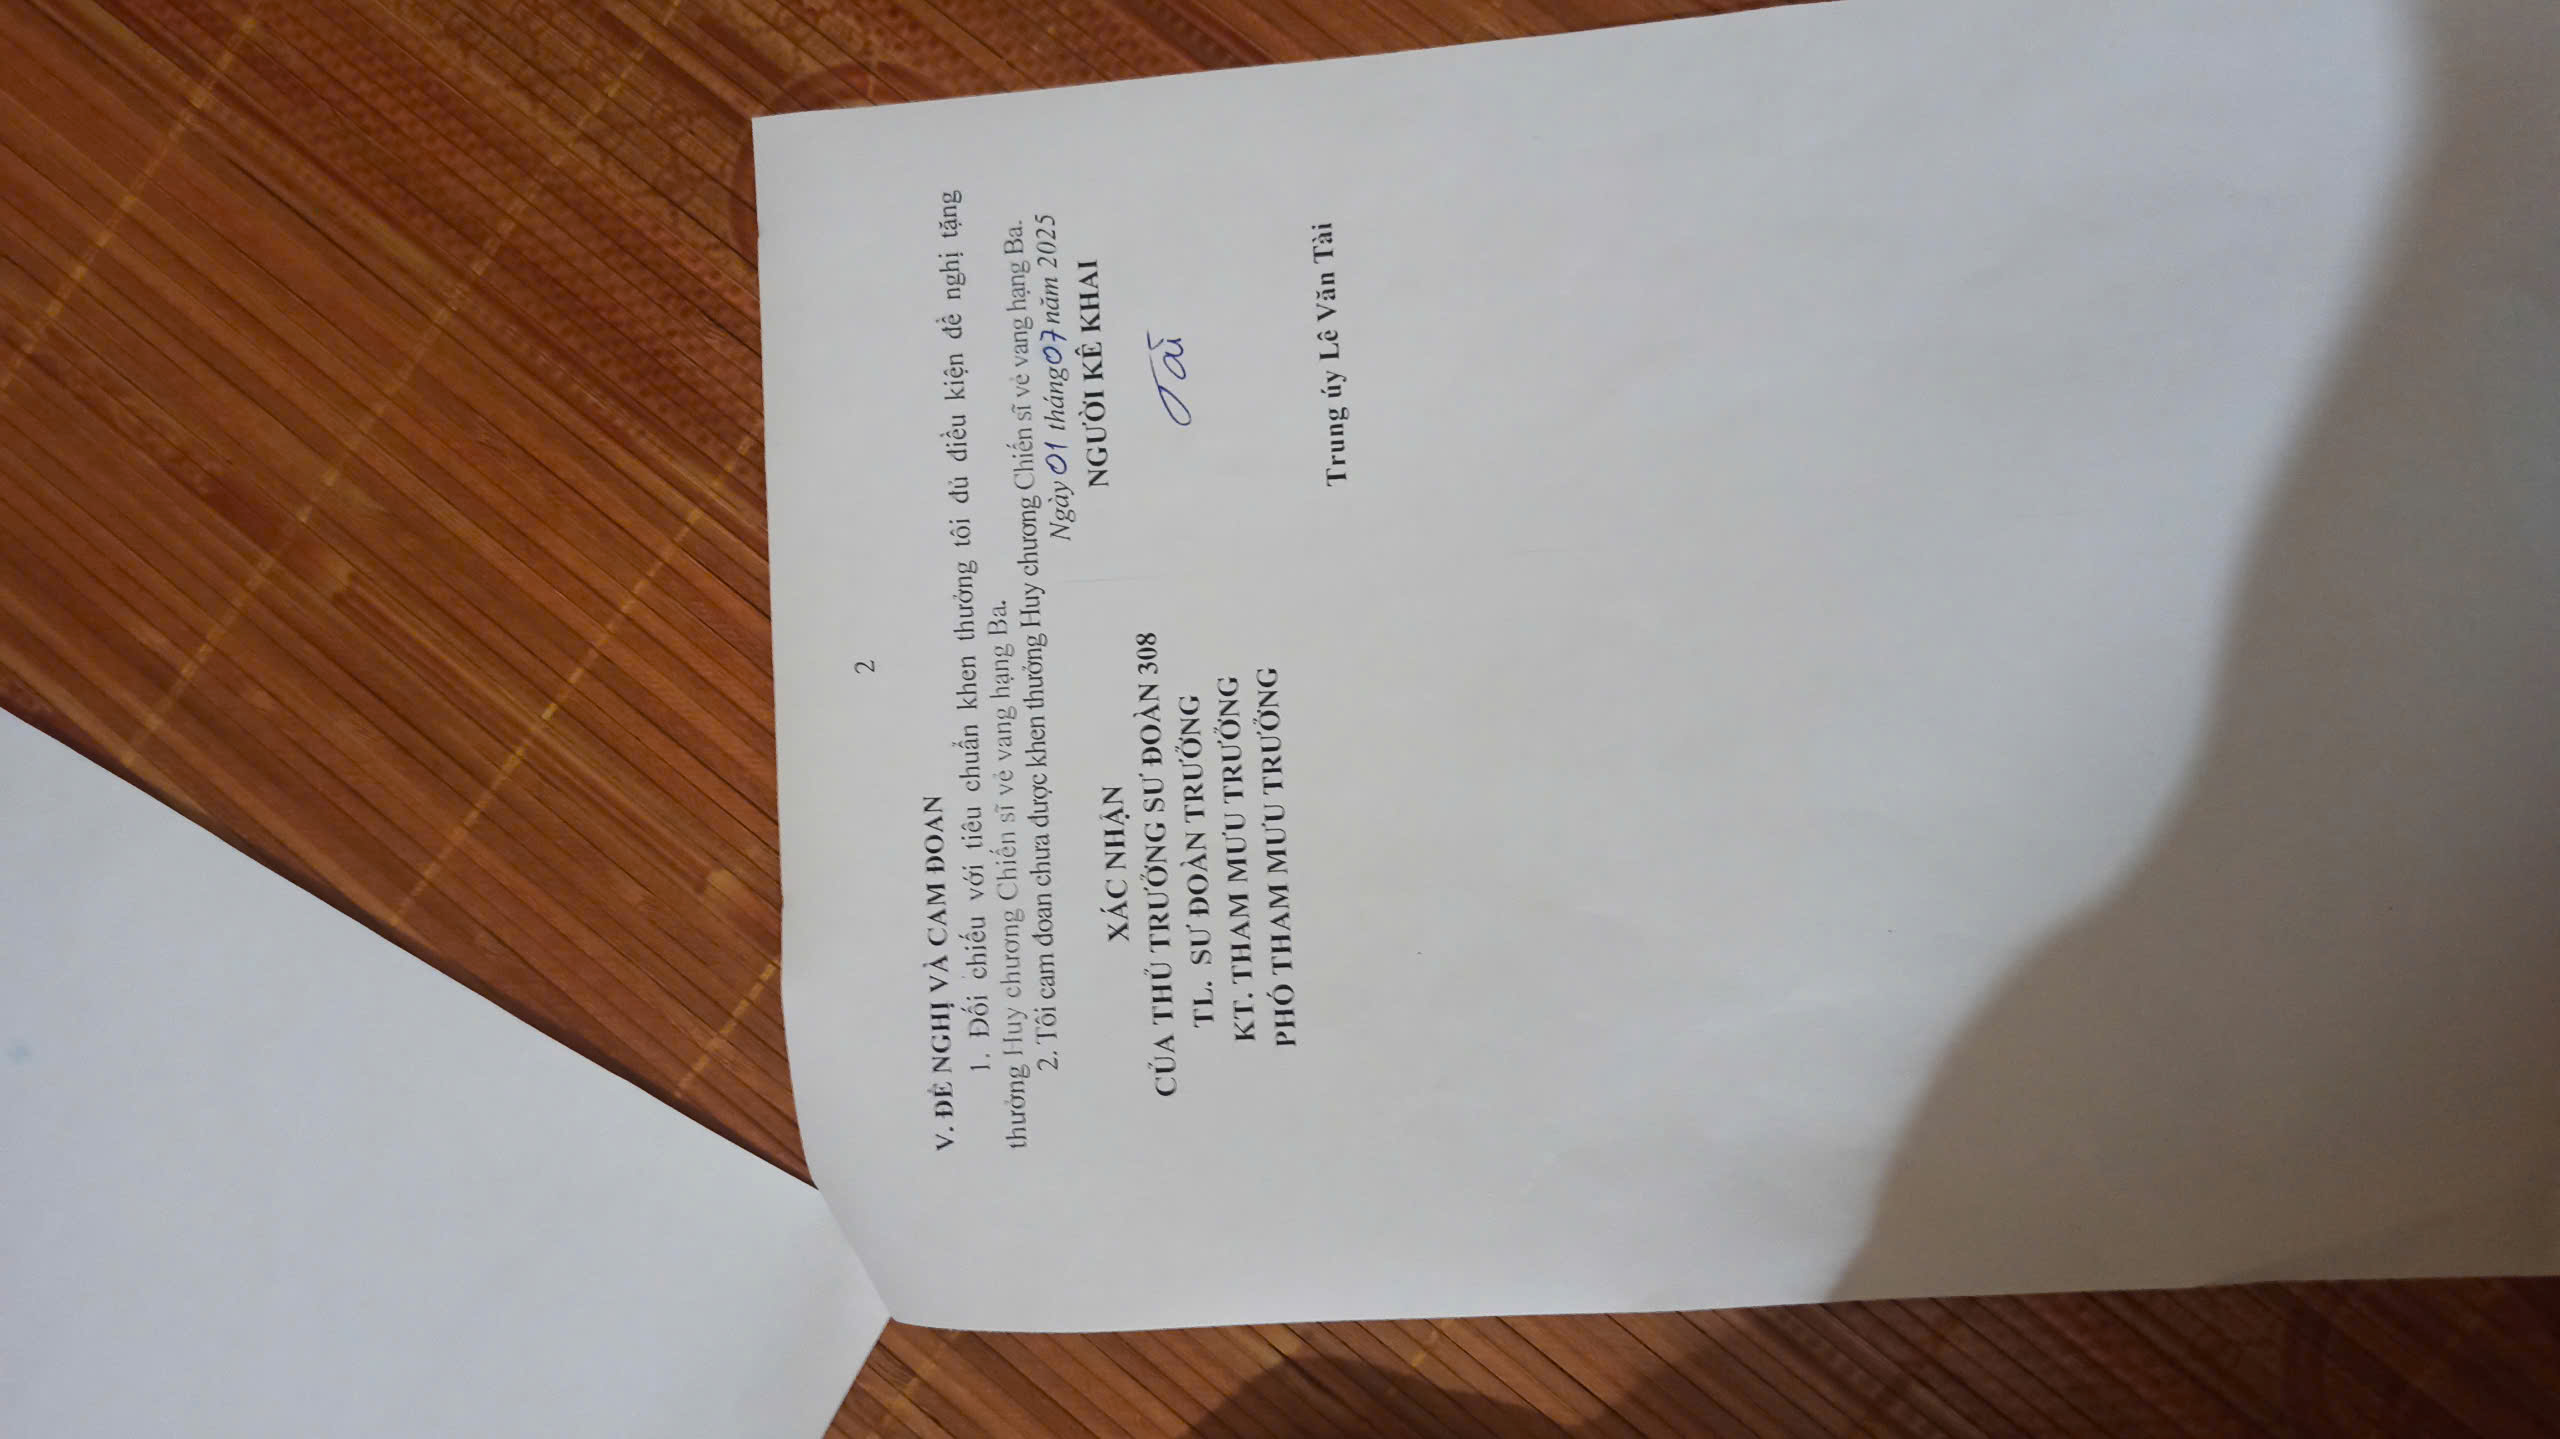 2
V. ĐỀ NGHỊ VÀ CAM ĐOAN
1. Đối chiếu với tiêu chuẩn khen thưởng tôi đủ điều kiện đề nghị tặng
thưởng Huy chương Chiến sĩ vẻ vang hạng Ba.
2. Tôi cam đoan chưa được khen thưởng Huy chương Chiến sĩ vẻ vang hạng Ba.
Ngày 01 tháng 07 năm 2025
NGƯỜI KÊ KHAI
XÁC NHẬN
CỦA THỦ TRƯỞNG SƯ ĐOÀN 308
TL. SƯ ĐOÀN TRƯỞNG
KT. THAM MƯU TRƯỞNG
PHÓ THAM MƯU TRƯỞNG
Tài
Trung úy Lê Văn Tài